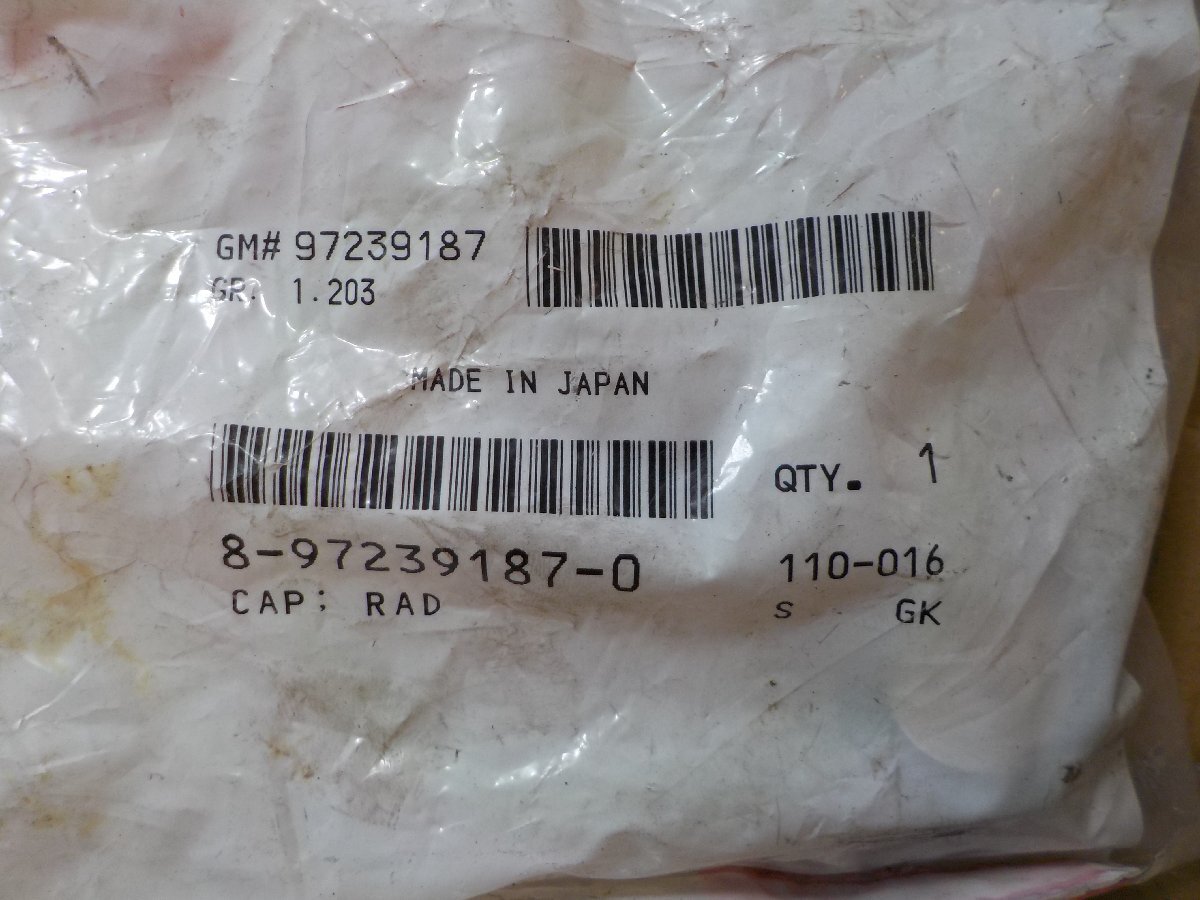 GM# 97239187
GR. 1.203
MADE IN JAPAN
QTY. 1
8-97239187-0
110-016
CAP; RAD
S GK